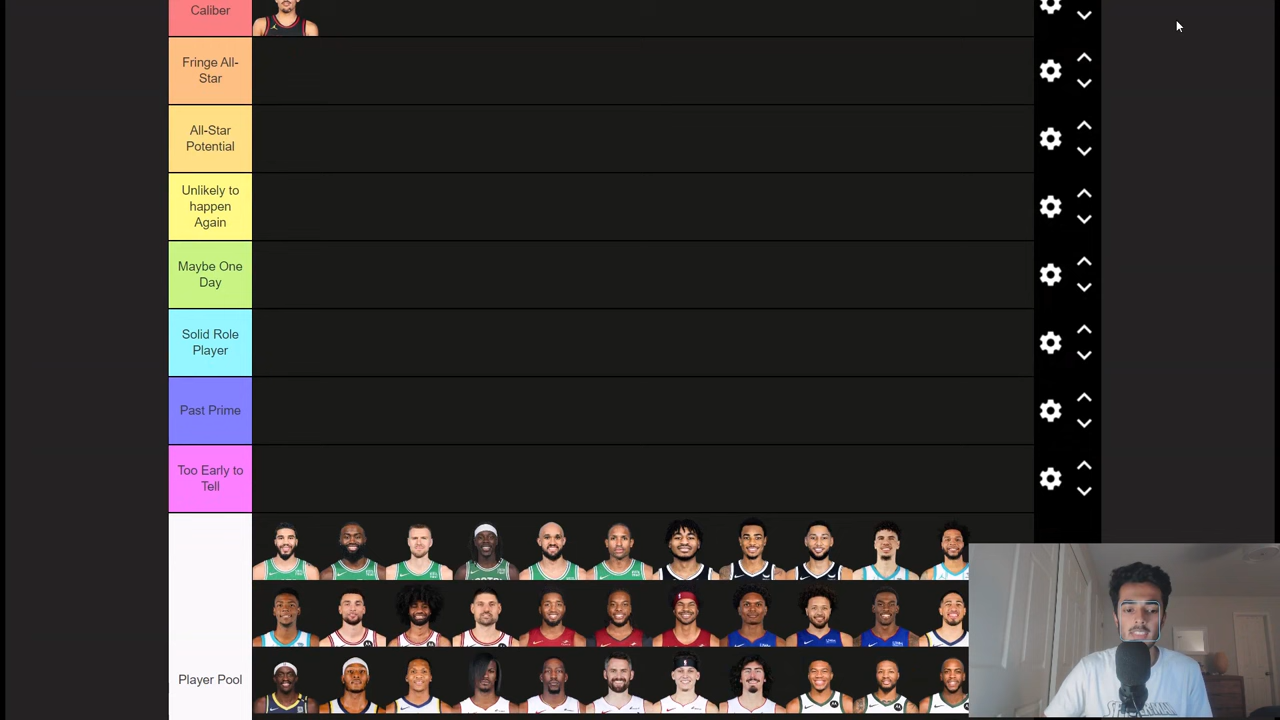 Caliber
Fringe All-
Star
All-Star
Potential
Unlikely to
happen
Again
Maybe One
Day
Solid Role
Player
Past Prime
Too Early to
Tell
Player Pool